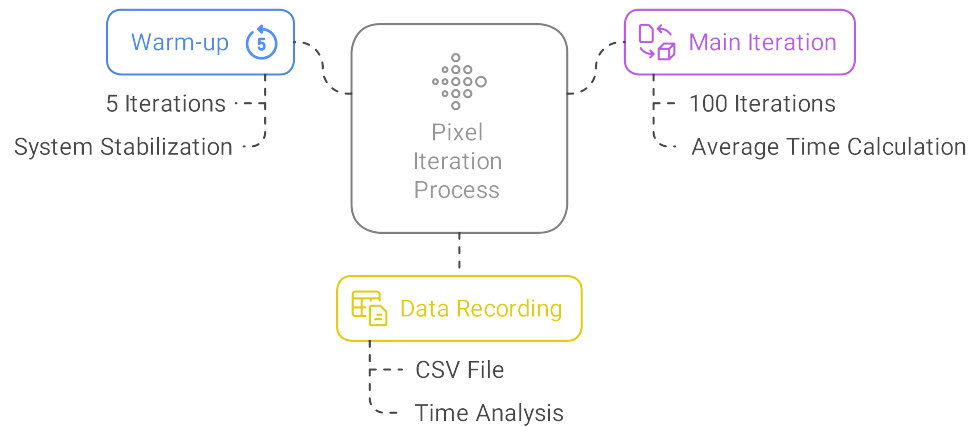 Warm-up
5
5 Iterations
System Stabilization
Pixel
Iteration
Process
Main Iteration
100 Iterations
Average Time Calculation
Data Recording
CSV File
Time Analysis